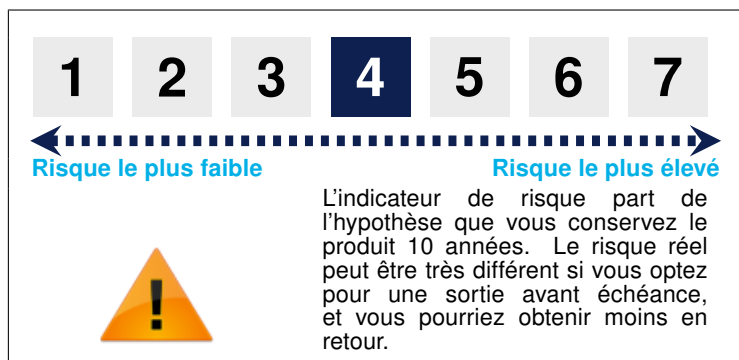 1 2 3 4 5 6 7
Risque le plus faible Risque le plus élevé
L'indicateur de risque part de
l'hypothèse que vous conservez le
produit 10 années. Le risque réel
peut être très différent si vous optez
pour une sortie avant échéance,
et vous pourriez obtenir moins en
retour.
!